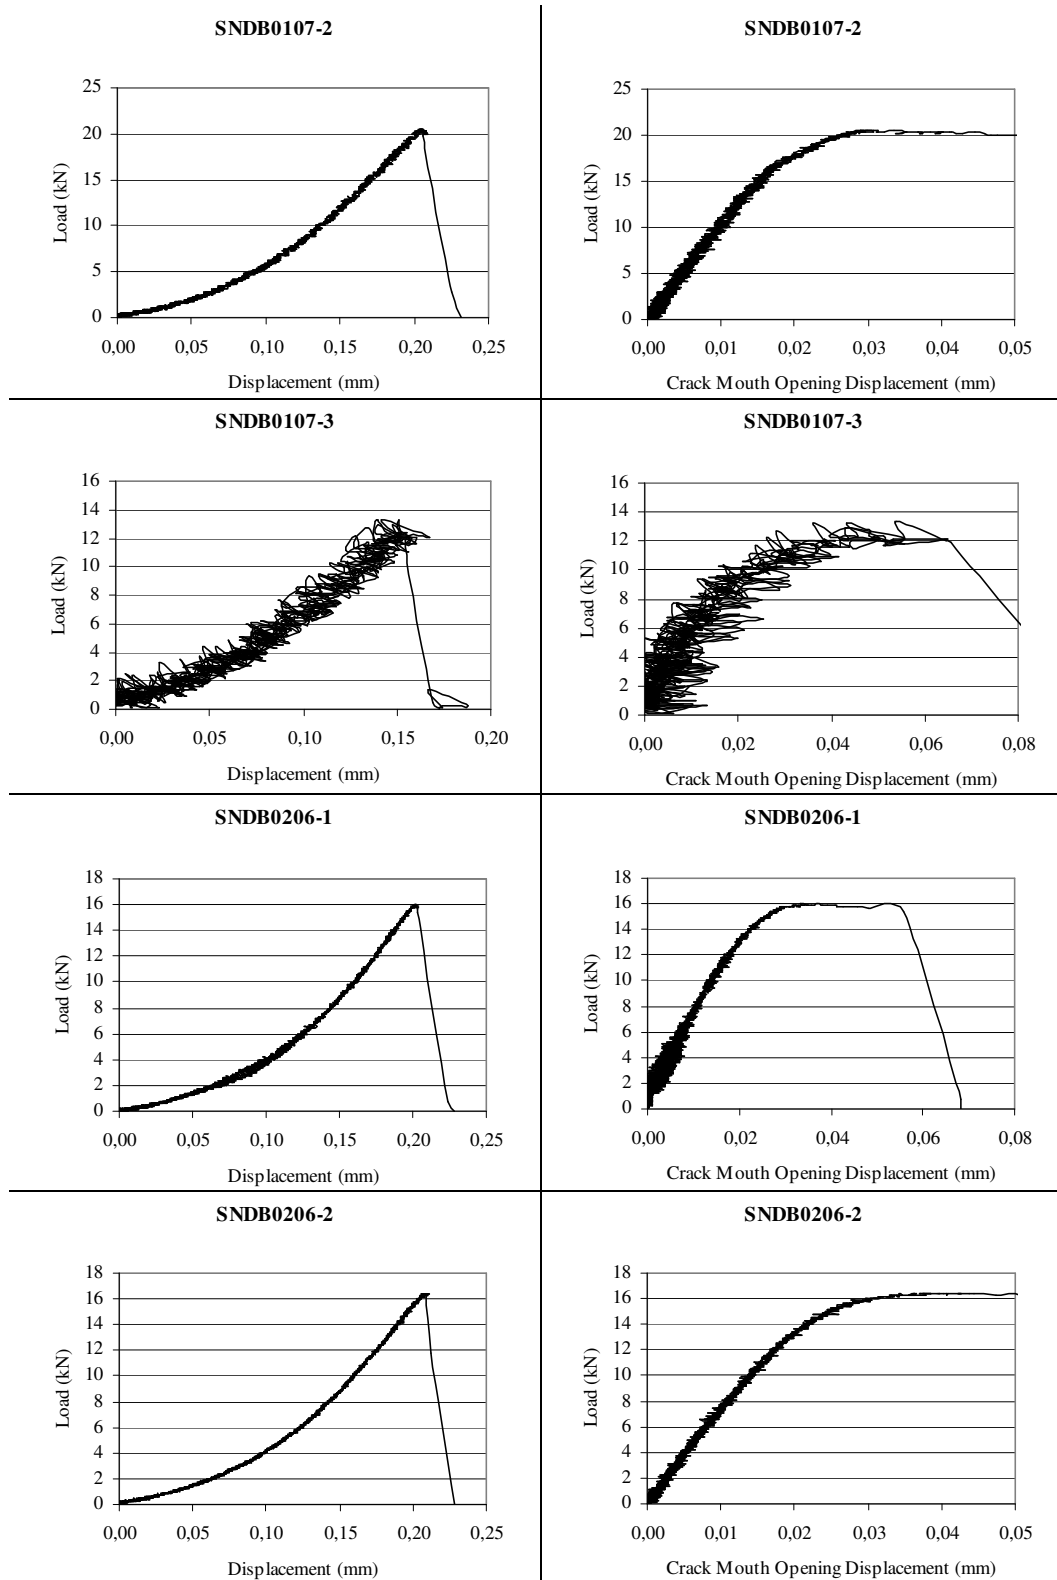 SNDB0107-2
25
20
15
10
5
0
Load (kN)
0,00 0,05 0,10 0,15 0,20 0,25
Displacement (mm)
SNDB0107-2
25
20
15
10
5
0
Load (kN)
0,00 0,01 0,02 0,03 0,04 0,05
Crack Mouth Opening Displacement (mm)
SNDB0107-3
16
14
12
10
8
6
4
2
0
Load (kN)
0,00 0,05 0,10 0,15 0,20
Displacement (mm)
SNDB0107-3
16
14
12
10
8
6
4
2
0
Load (kN)
0,00 0,02 0,04 0,06 0,08
Crack Mouth Opening Displacement (mm)
SNDB0206-1
18
16
14
12
10
8
6
4
2
0
Load (kN)
0,00 0,05 0,10 0,15 0,20 0,25
Displacement (mm)
SNDB0206-1
18
16
14
12
10
8
6
4
2
0
Load (kN)
0,00 0,02 0,04 0,06 0,08
Crack Mouth Opening Displacement (mm)
SNDB0206-2
18
16
14
12
10
8
6
4
2
0
Load (kN)
0,00 0,05 0,10 0,15 0,20 0,25
Displacement (mm)
SNDB0206-2
18
16
14
12
10
8
6
4
2
0
Load (kN)
0,00 0,01 0,02 0,03 0,04 0,05
Crack Mouth Opening Displacement (mm)